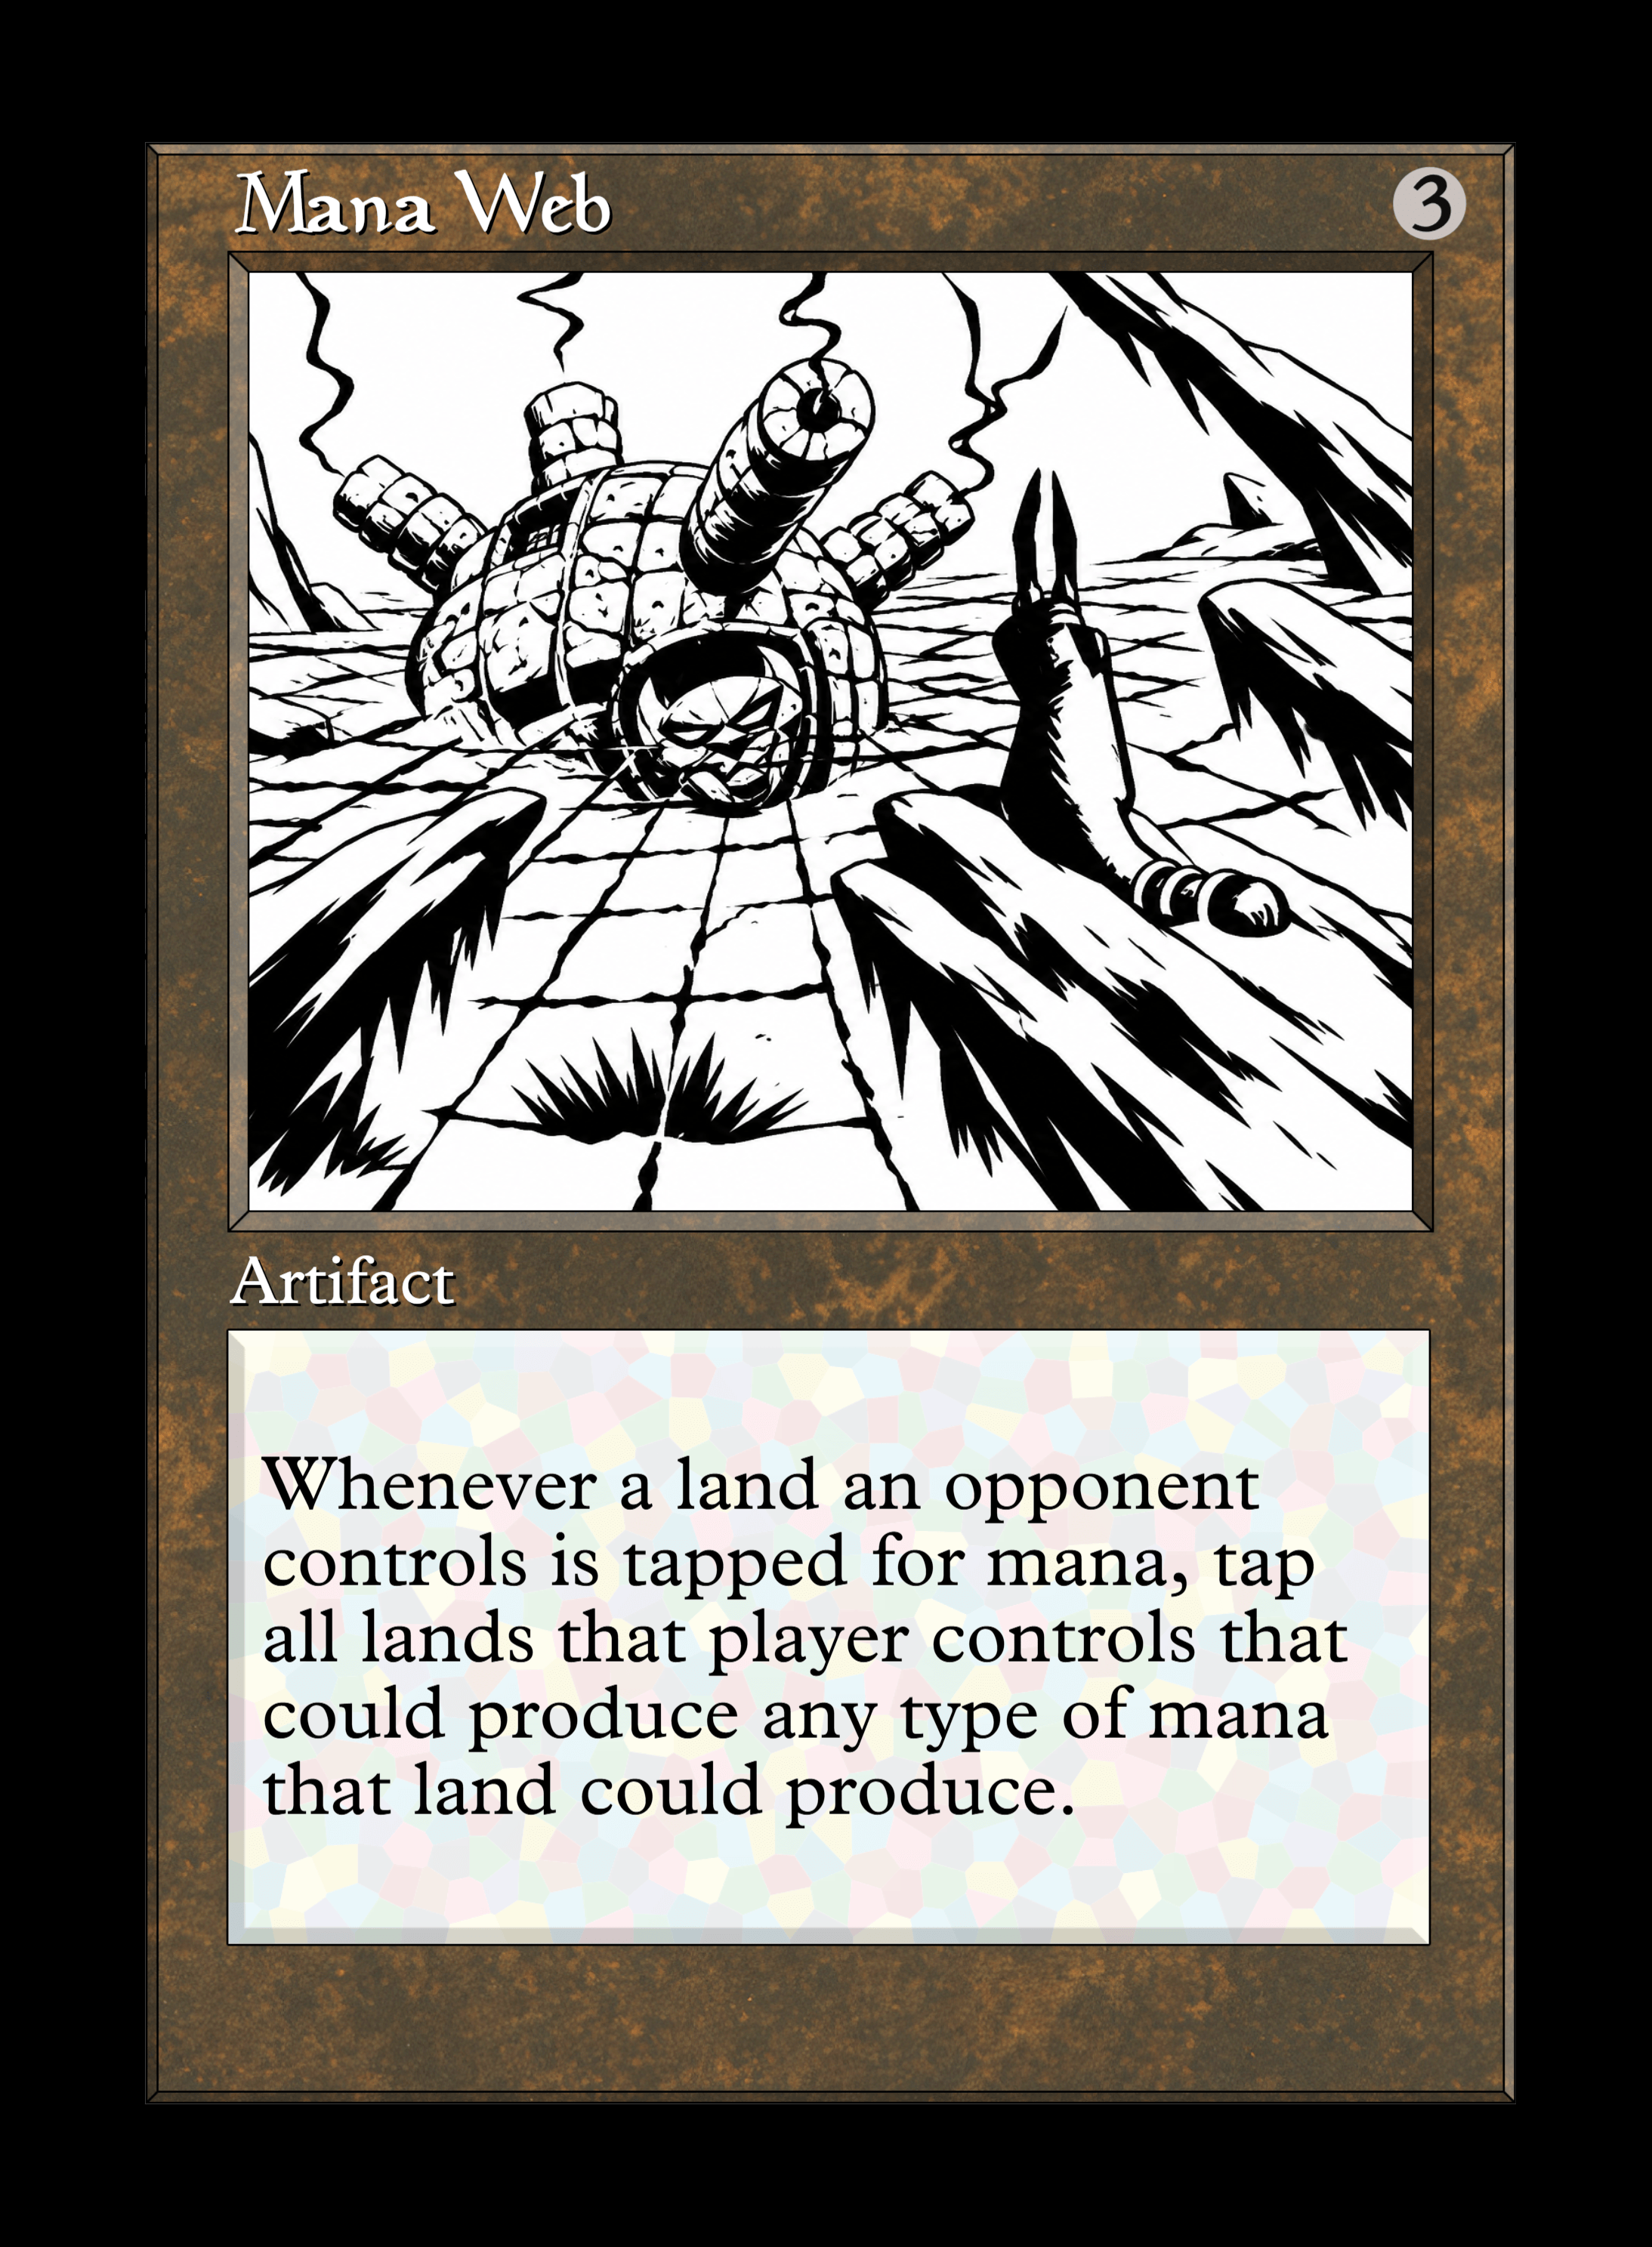 Mana Web
3
Artifact
Whenever a land an opponent
controls is tapped for mana, tap
all lands that player controls that
could produce any type of mana
that land could produce.